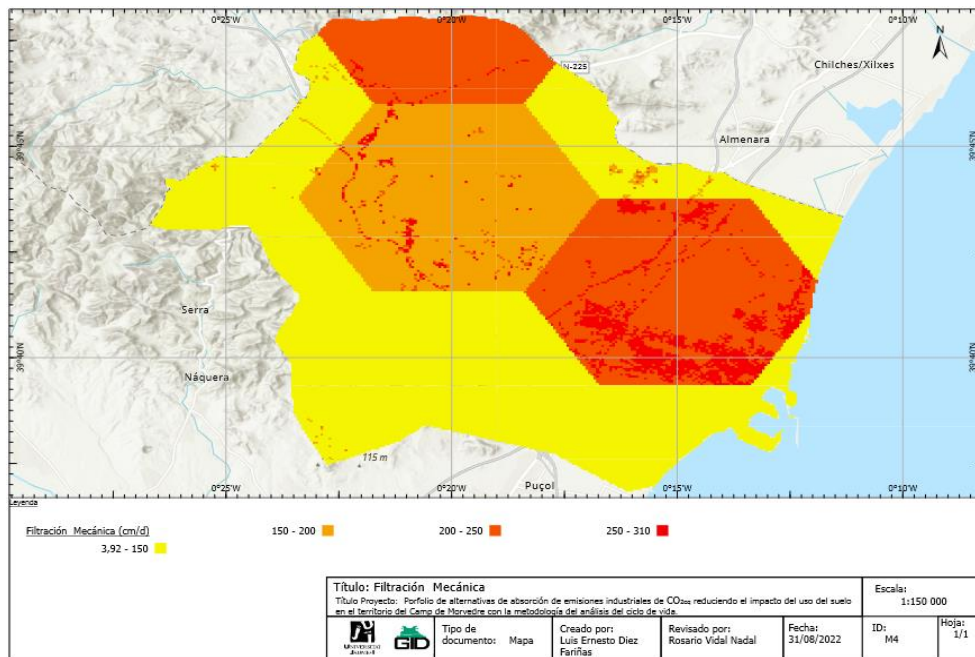 0°25'W 0°20'W 0°15'W 0°10'W
N-225
Chilches/Xilxes
Almenara
39°45'N 39°45'N
Serra
39°40'N 39°40'N
Náquera
115 m
Puçol
0°25'W 0°20'W 0°15'W 0°10'W
N
Leyenda
Filtración Mecánica (cm/d)
3,92 - 150
150 - 200
200 - 250
250 - 310
Título: Filtración Mecánica
Título Proyecto: Porfolio de alternativas de absorción de emisiones industriales de CO2eq reduciendo el impacto del uso del suelo
en el territorio del Camp de Morvedre con la metodología del análisis del ciclo de vida.
Escala:
1:150 000
UNIVERSITAT
JAUME•I
GID
Tipo de
documento: Mapa
Creado por:
Luis Ernesto Diez
Fariñas
Revisado por:
Rosario Vidal Nadal
Fecha:
31/08/2022
ID:
M4
Hoja:
1/1